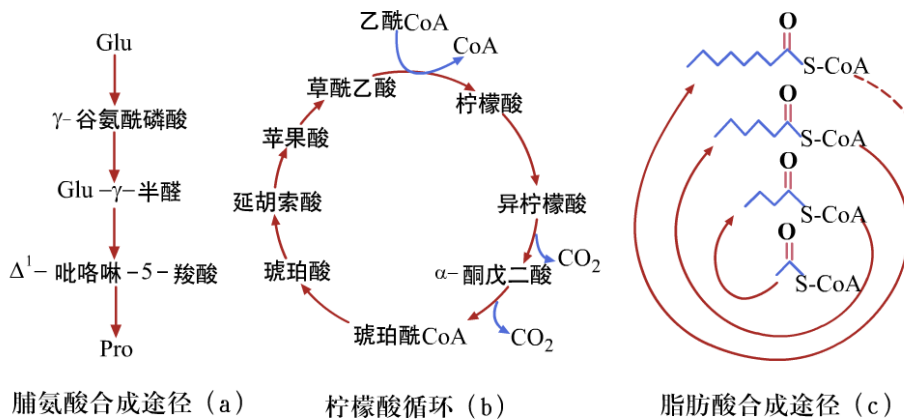 Glu
γ-谷氨酰磷酸
Glu-γ-半醛
Δ¹-吡咯啉-5-羧酸
Pro
脯氨酸合成途径（a）
乙酰CoA
CoA
草酰乙酸
柠檬酸
苹果酸
延胡索酸
异柠檬酸
CO₂
琥珀酸
α-酮戊二酸
琥珀酰CoA
CO₂
柠檬酸循环（b）
O
S-CoA
O
S-CoA
O
S-CoA
O
S-CoA
脂肪酸合成途径（c）